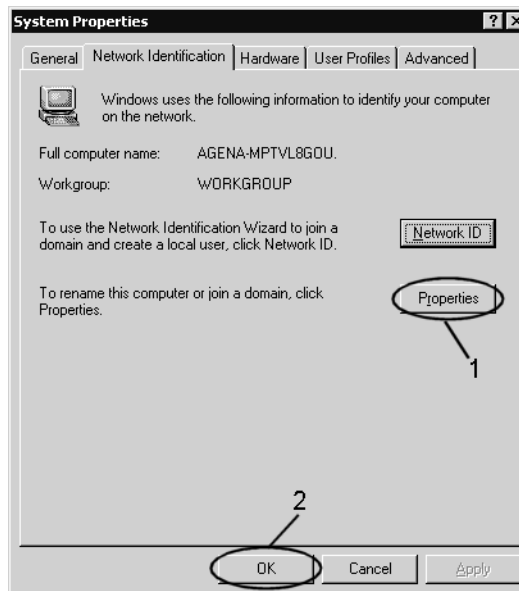 System Properties
General Network Identification Hardware User Profiles Advanced
Windows uses the following information to identify your computer
on the network.
Full computer name: AGENA-MPTVL8GOU.
Workgroup: WORKGROUP
To use the Network Identification Wizard to join a
domain and create a local user, click Network ID.
Network ID
To rename this computer or join a domain, click
Properties.
Properties
1
2
OK Cancel Apply